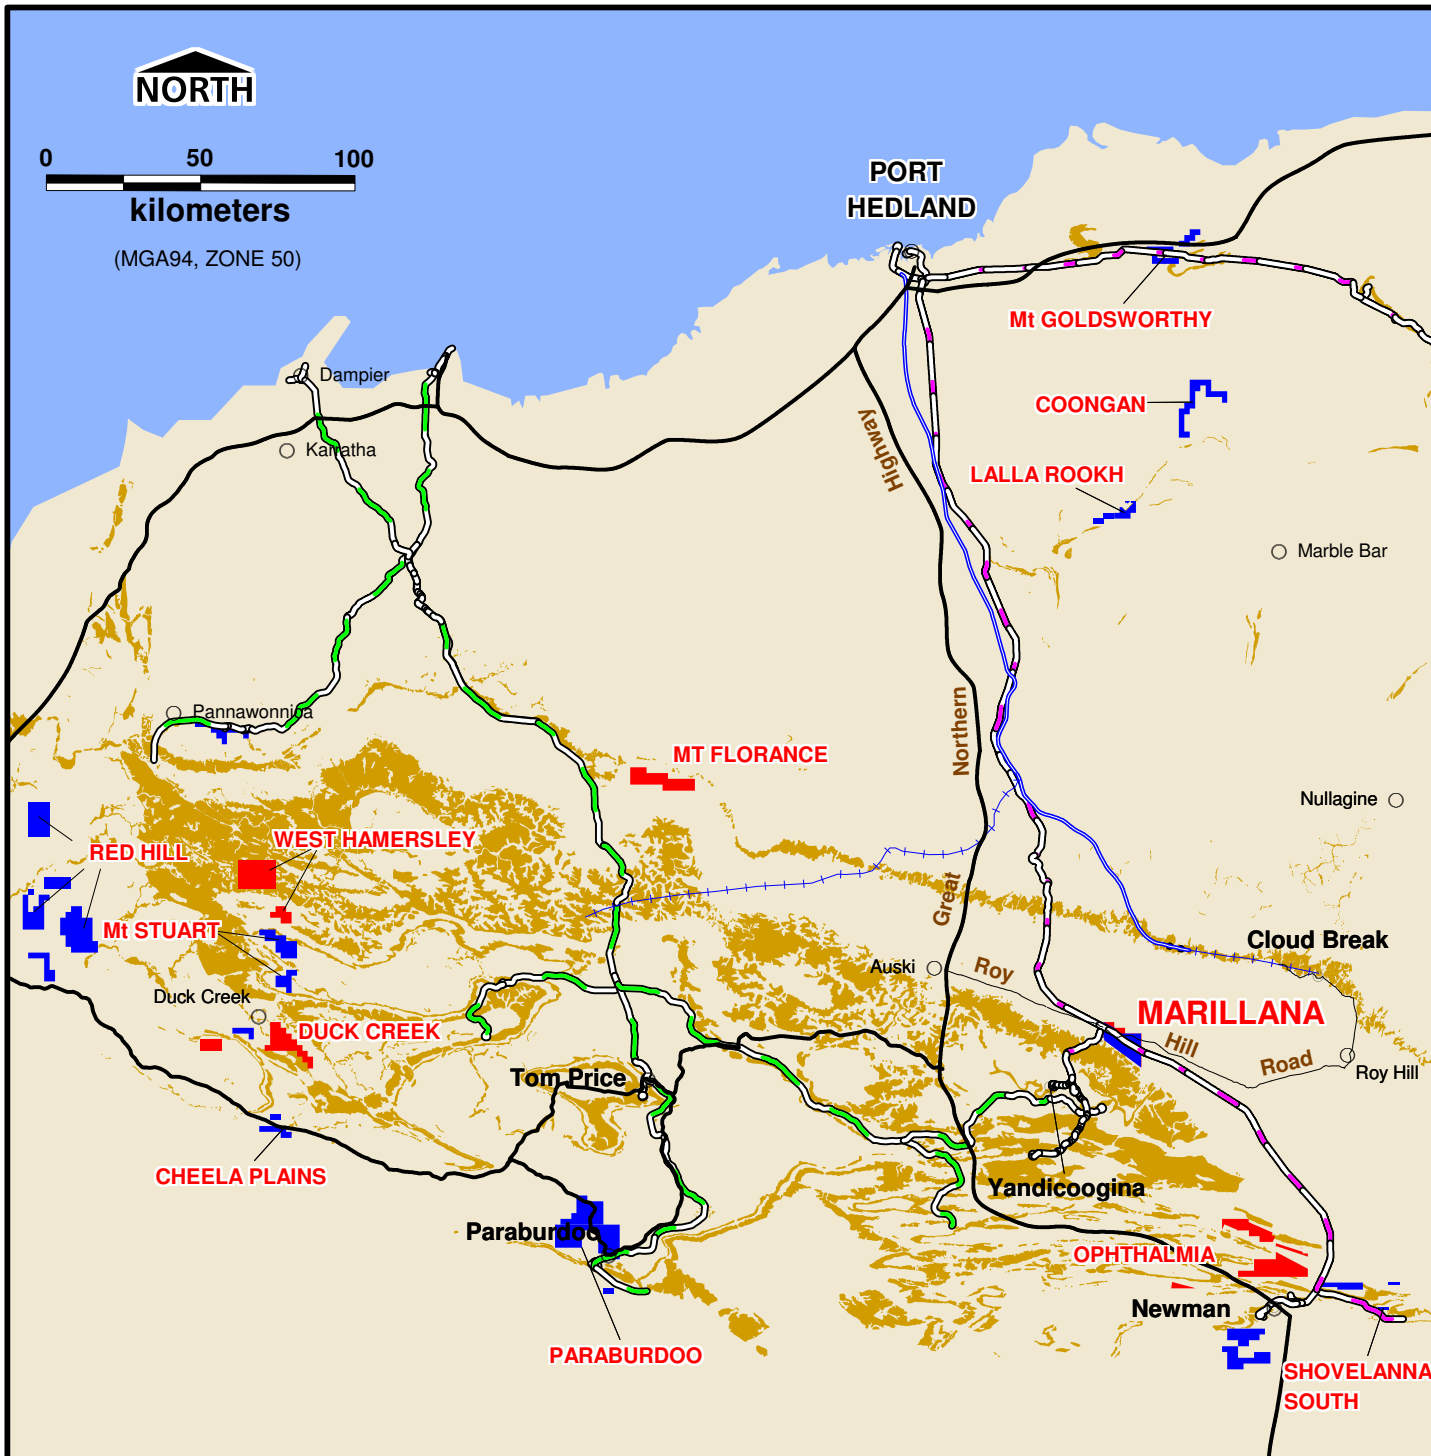 NORTH
0 50 100
kilometers
(MGA94, ZONE 50)
PORT
HEDLAND
Mt GOLDSWORTHY
Dampier
COONGAN
Highway
Karratha
LALLA ROOKH
Marble Bar
Pannawonnica
Northern
MT FLORANCE
Nullagine
WEST HAMERSLEY
RED HILL
Great
Mt STUART
Cloud Break
Auski
Roy
Duck Creek
MARILLANA
DUCK CREEK
Hill
Road
Roy Hill
Tom Price
CHEELA PLAINS
Yandicoogina
Paraburdoo
OPHTHALMIA
Newman
PARABURDOO
SHOVELANNA
SOUTH